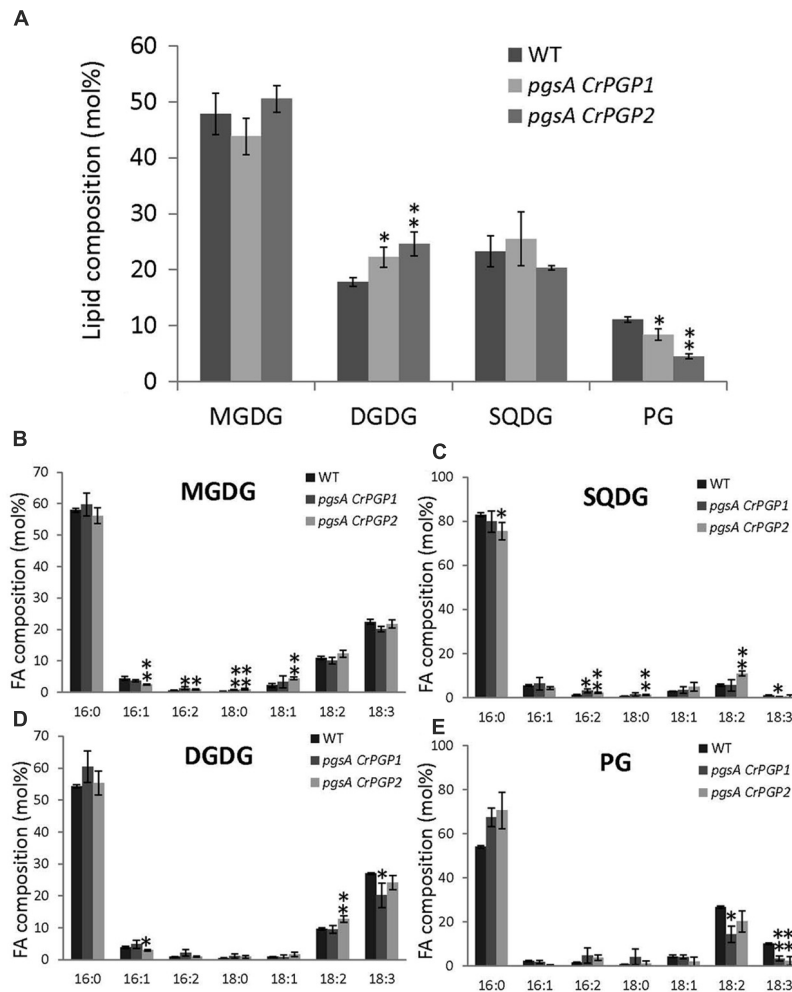 A
Lipid composition (mol%)
60
50
40
30
20
10
0
WT
pgsA CrPGP1
pgsA CrPGP2
*
**
*
**
MGDG DGDG SQDG PG
B
FA composition (mol%)
70
60
50
40
30
20
10
0
MGDG
WT
pgsA CrPGP1
pgsA CrPGP2
**
**
** **
**
16:0 16:1 16:2 18:0 18:1 18:2 18:3
C
FA composition (mol%)
100
80
60
40
20
0
SQDG
WT
pgsA CrPGP1
pgsA CrPGP2
*
* **
**
**
*
16:0 16:1 16:2 18:0 18:1 18:2 18:3
D
FA composition (mol%)
70
60
50
40
30
20
10
0
DGDG
WT
pgsA CrPGP1
pgsA CrPGP2
*
**
*
16:0 16:1 16:2 18:0 18:1 18:2 18:3
E
FA composition (mol%)
100
80
60
40
20
0
PG
WT
pgsA CrPGP1
pgsA CrPGP2
*
** **
16:0 16:1 16:2 18:0 18:1 18:2 18:3